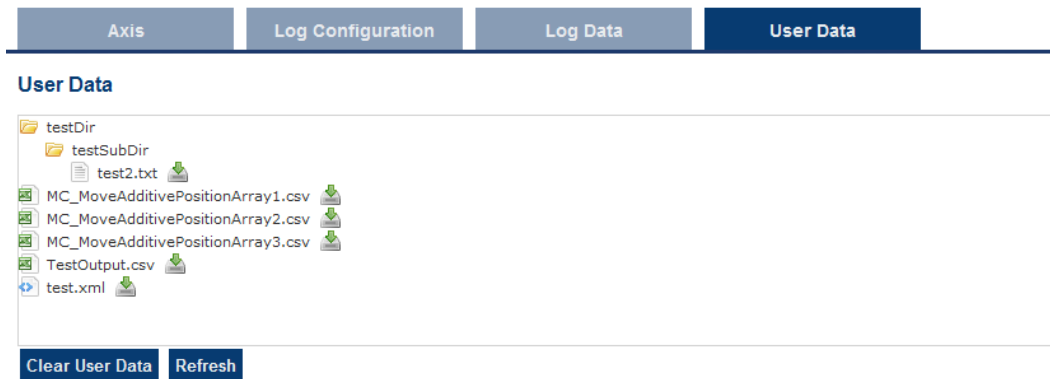 Axis Log Configuration Log Data User Data
User Data
testDir
testSubDir
test2.txt
MC_MoveAdditivePositionArray1.csv
MC_MoveAdditivePositionArray2.csv
MC_MoveAdditivePositionArray3.csv
TestOutput.csv
test.xml
Clear User Data Refresh